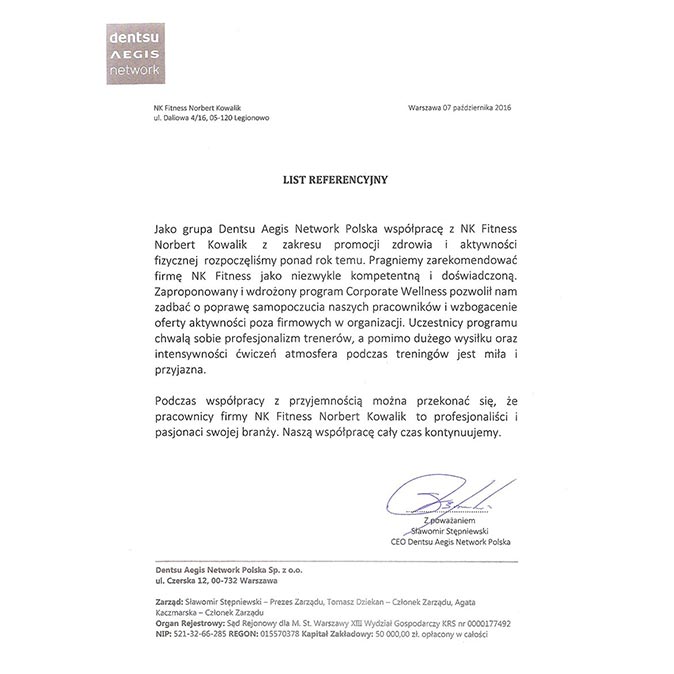 dentsu
AEGIS
network
NK Fitness Norbert Kowalik
ul. Daliowa 4/16, 05-120 Legionowo
Warszawa 07 października 2016
LIST REFERENCYJNY
Jako grupa Dentsu Aegis Network Polska współpracę z NK Fitness
Norbert Kowalik z zakresu promocji zdrowia i aktywności
fizycznej rozpoczęliśmy ponad rok temu. Pragniemy zarekomendować
firmę NK Fitness jako niezwykle kompetentną i doświadczoną.
Zaproponowany i wdrożony program Corporate Wellness pozwolił nam
zadbać o poprawę samopoczucia naszych pracowników i wzbogacenie
oferty aktywności poza firmowych w organizacji. Uczestnicy programu
chwalą sobie profesjonalizm trenerów, a pomimo dużego wysiłku oraz
intensywności ćwiczeń atmosfera podczas treningów jest miła i
przyjazna.
Podczas współpracy z przyjemnością można przekonać się, że
pracownicy firmy NK Fitness Norbert Kowalik to profesjonaliści i
pasjonaci swojej branży. Naszą współpracę cały czas kontynuujemy.
Z poważaniem
Sławomir Stępniewski
CEO Dentsu Aegis Network Polska
Dentsu Aegis Network Polska Sp. z o.o.
ul. Czerska 12, 00-732 Warszawa
Zarząd: Sławomir Stępniewski – Prezes Zarządu, Tomasz Dziekan – Członek Zarządu, Agata
Kaczmarska – Członek Zarządu
Organ Rejestrowy: Sąd Rejonowy dla M. St. Warszawy XIII Wydział Gospodarczy KRS nr 0000177492
NIP: 521-32-66-285 REGON: 015570378 Kapitał Zakładowy: 50 000,00 zł. opłacony w całości